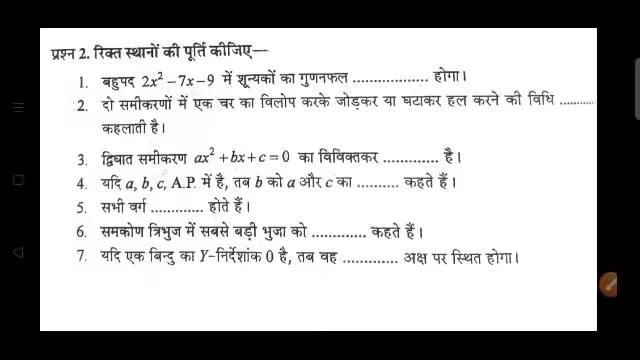 प्रश्न 2. रिक्त स्थानों की पूर्ति कीजिए—
1. बहुपद 2x² – 7x – 9 में शून्यकों का गुणनफल .................. होगा।
2. दो समीकरणों में एक चर का विलोप करके जोड़कर या घटाकर हल करने की विधि ..........
कहलाती है।
3. द्विघात समीकरण ax² + bx + c = 0 का विविक्तकर ............. है।
4. यदि a, b, c, A.P. में है, तब b को a और c का .......... कहते हैं।
5. सभी वर्ग ............. होते हैं।
6. समकोण त्रिभुज में सबसे बड़ी भुजा को ............. कहते हैं।
7. यदि एक बिन्दु का Y–निर्देशांक 0 है, तब वह ............. अक्ष पर स्थित होगा।